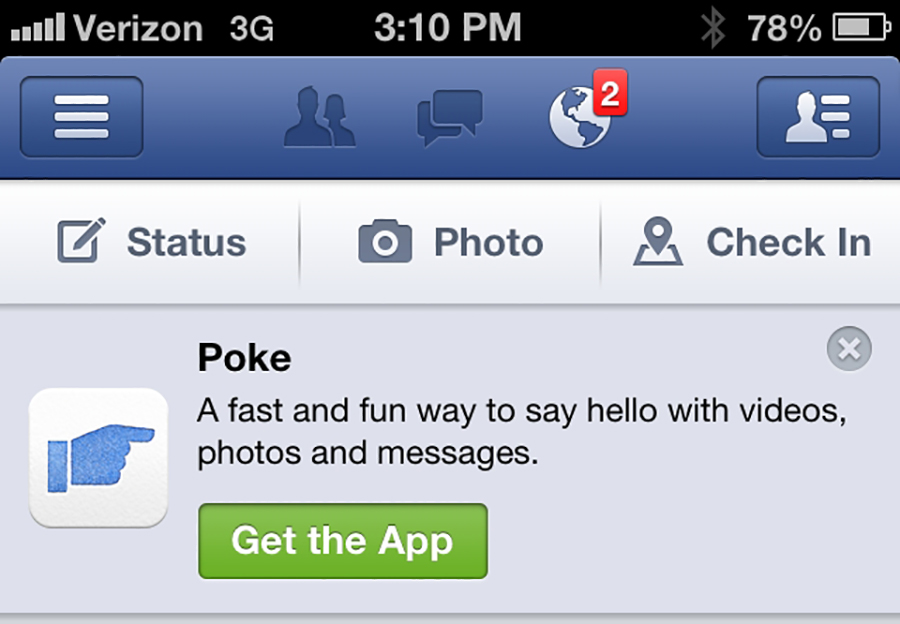 Verizon 3G 3:10 PM 78%
2
Status Photo Check In
Poke
A fast and fun way to say hello with videos,
photos and messages.
Get the App